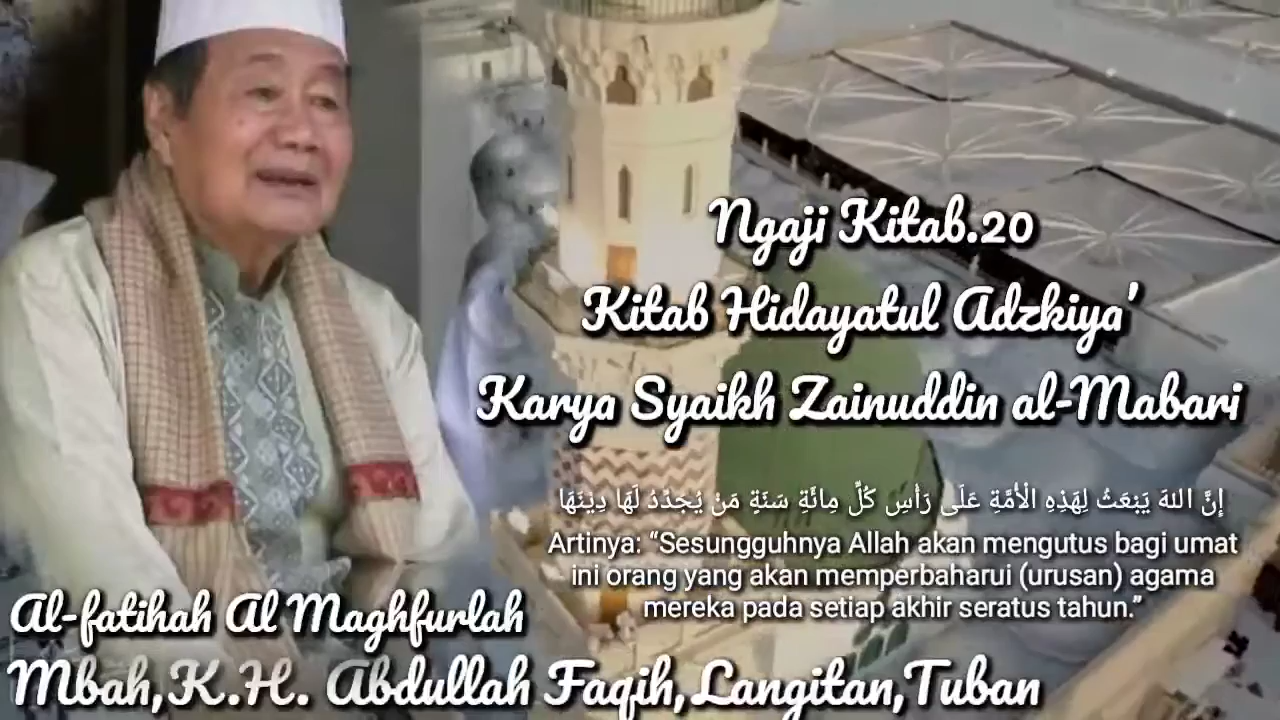 Ngaji Kitab.20
Kitab Hidayatul Adzkiya'
Karya Syaikh Zainuddin al-Mabari
إِنَّ اللهَ يَبْعَثُ لِهَذِهِ الْأُمَّةِ عَلَى رَأْسِ كُلِّ مِائَةِ سَنَةٍ مَنْ يُجَدِّدُ لَهَا دِينَهَا
Artinya: “Sesungguhnya Allah akan mengutus bagi umat
ini orang yang akan memperbaharui (urusan) agama
mereka pada setiap akhir seratus tahun.”
Al-fatihah Al Maghfurlah
Mbah,K.H. Abdullah Faqih,Langitan,Tuban